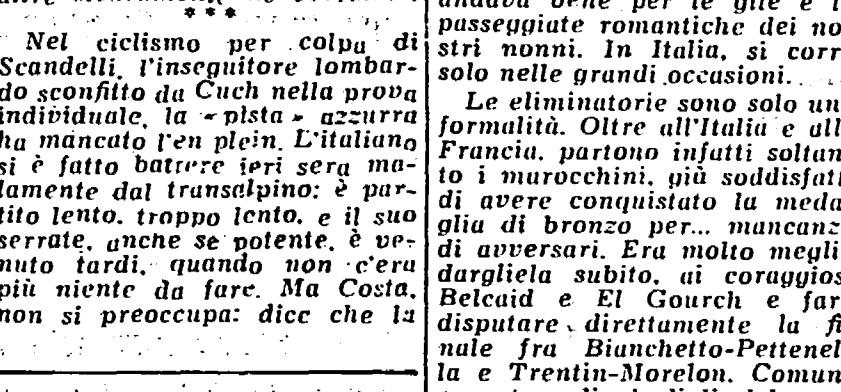 * * *
Nel ciclismo per colpa di
Scandelli, l'inseguitore lombar-
do sconfitto da Cuch nella prova
individuale, la « pista » azzurra
ha mancato l'en plein. L'italiano
si è fatto battere ieri sera ma-
lamente dal transalpino: è par-
tito lento, troppo lento, e il suo
serrate, anche se potente, è ve-
nuto tardi, quando non c'era
più niente da fare. Ma Costa,
non si preoccupa: dice che la
andava bene per le gite e l
passeggiate romantiche dei no
stri nonni. In Italia, si corr
solo nelle grandi occasioni.
Le eliminatorie sono solo un
formalità. Oltre all'Italia e all
Francia, partono infatti soltan
to i marocchini, già soddisfatt
di avere conquistato la meda
glia di bronzo per... mancanz
di avversari. Era molto megli
dargliela subito, ai coraggios
Belcaid e El Gourch e far
disputare direttamente la fi
nale fra Bianchetto-Pettenel
la e Trentin-Morelon. Comun